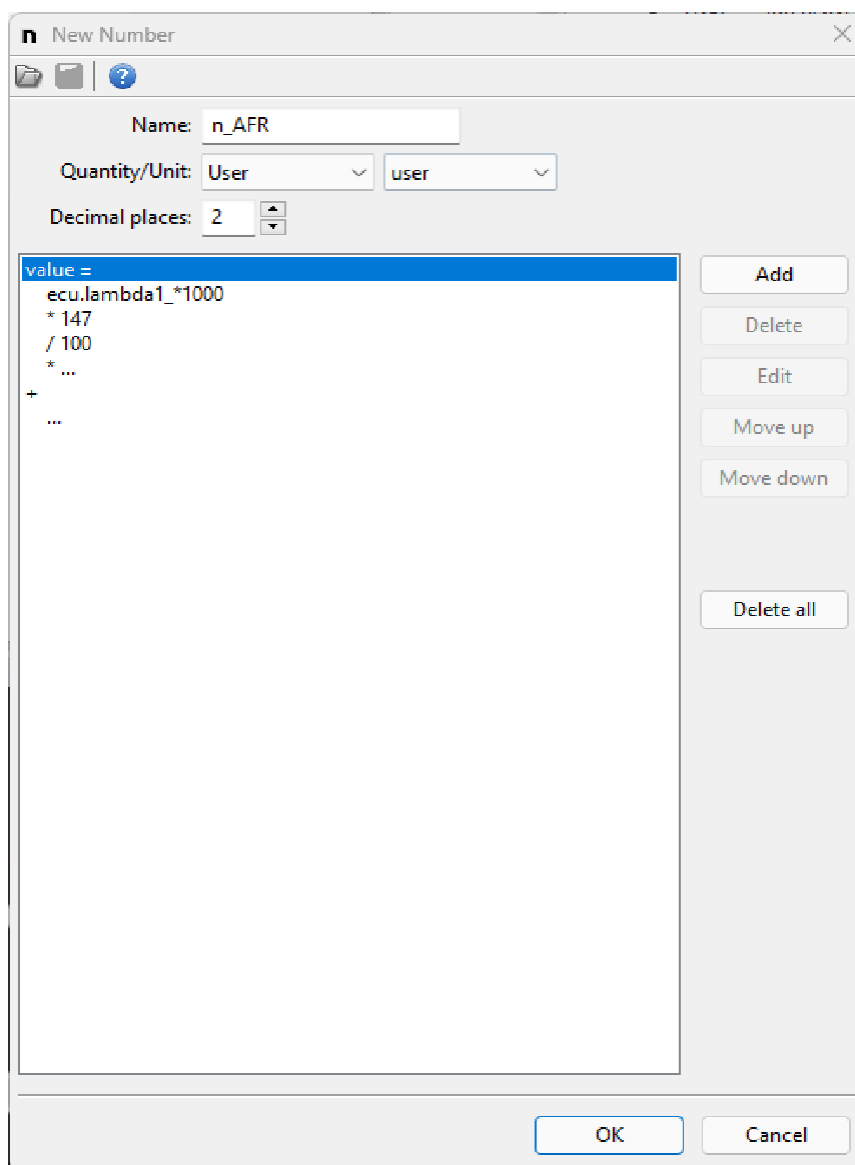 n New Number
?
Name: n_AFR
Quantity/Unit: User user
Decimal places: 2
value =
ecu.lambda1_*1000
* 147
/ 100
* ...
+
...
Add
Delete
Edit
Move up
Move down
Delete all
OK Cancel